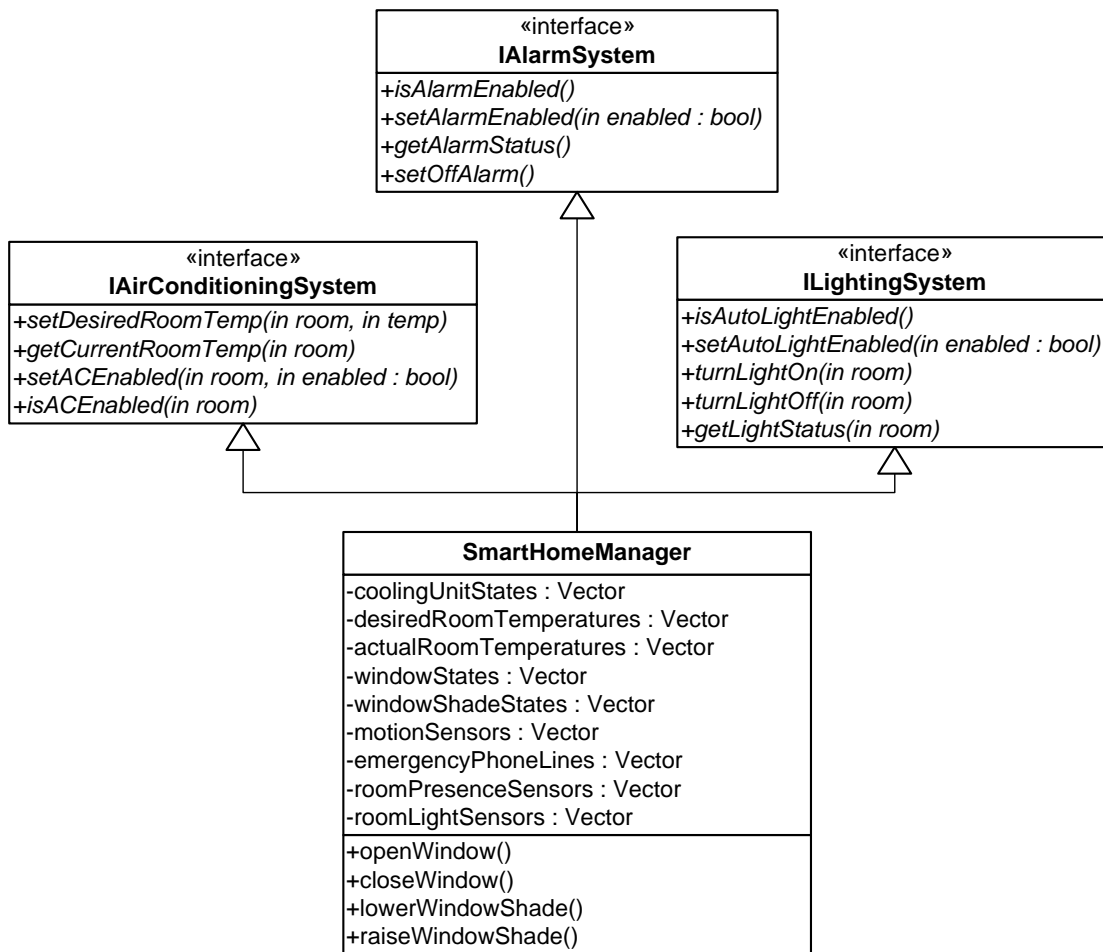 «interface»
IAlarmSystem
+isAlarmEnabled()
+setAlarmEnabled(in enabled : bool)
+getAlarmStatus()
+setOffAlarm()
«interface»
IAirConditioningSystem
+setDesiredRoomTemp(in room, in temp)
+getCurrentRoomTemp(in room)
+setACEnabled(in room, in enabled : bool)
+isACEnabled(in room)
«interface»
ILightingSystem
+isAutoLightEnabled()
+setAutoLightEnabled(in enabled : bool)
+turnLightOn(in room)
+turnLightOff(in room)
+getLightStatus(in room)
SmartHomeManager
-coolingUnitStates : Vector
-desiredRoomTemperatures : Vector
-actualRoomTemperatures : Vector
-windowStates : Vector
-windowShadeStates : Vector
-motionSensors : Vector
-emergencyPhoneLines : Vector
-roomPresenceSensors : Vector
-roomLightSensors : Vector
+openWindow()
+closeWindow()
+lowerWindowShade()
+raiseWindowShade()